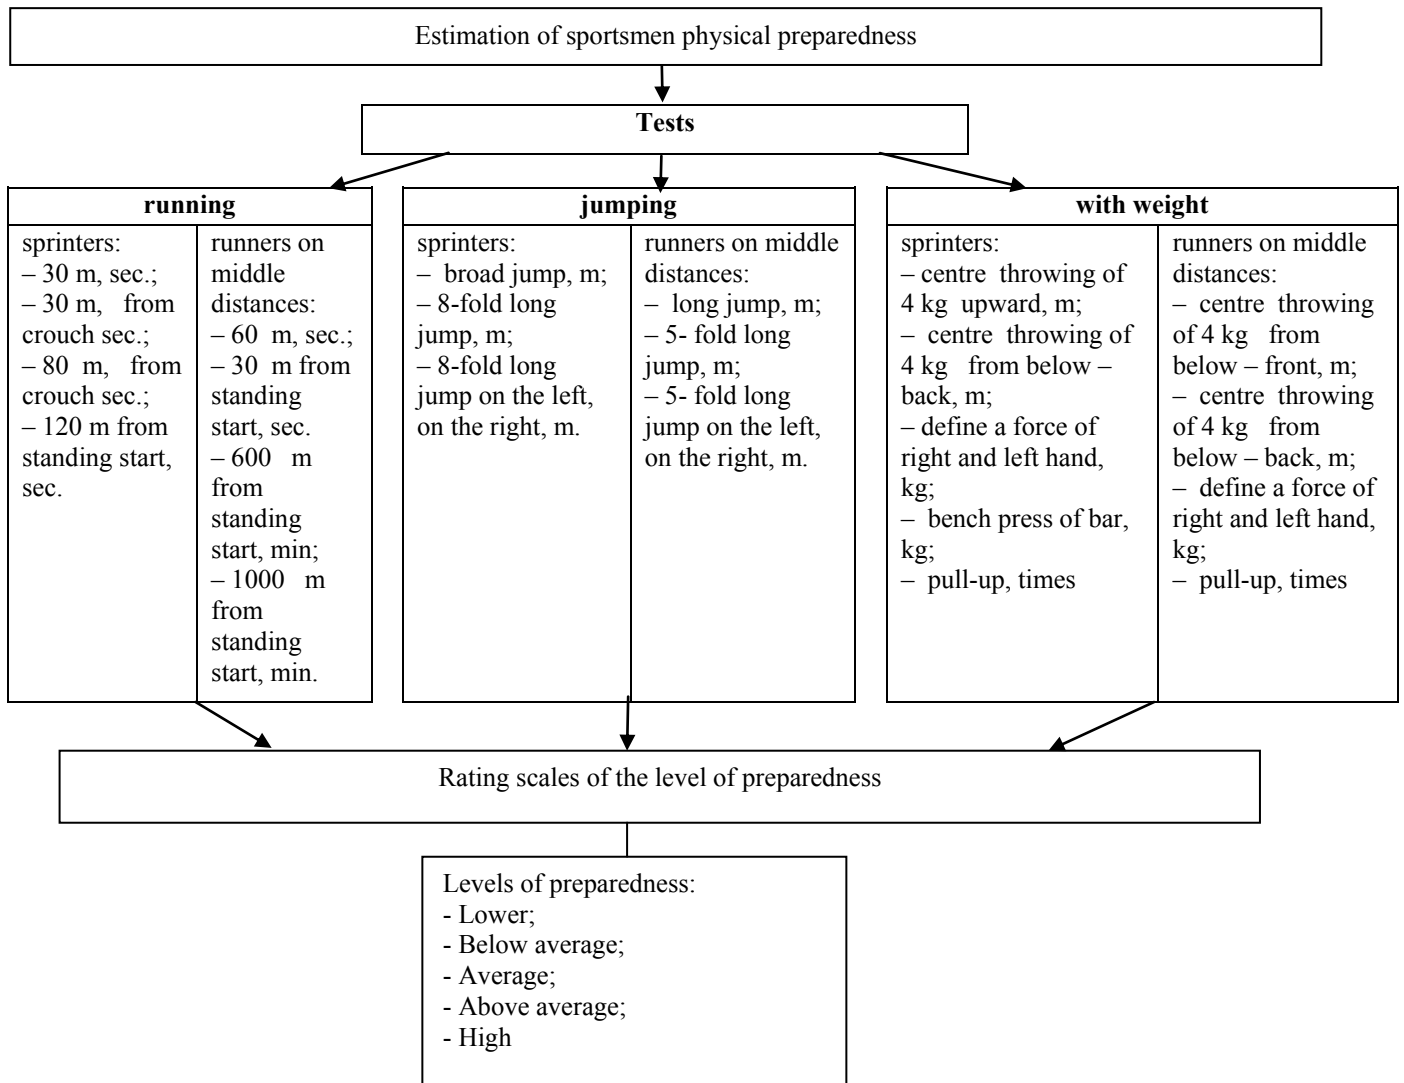 Estimation of sportsmen physical preparedness
Tests
running
sprinters:
– 30 m, sec.;
– 30 m, from
crouch sec.;
– 80 m, from
crouch sec.;
– 120 m from
standing start,
sec.
runners on
middle
distances:
– 60 m, sec.;
– 30 m from
standing
start, sec.
– 600 m
from
standing
start, min;
– 1000 m
from
standing
start, min.
jumping
sprinters:
– broad jump, m;
– 8-fold long
jump, m;
– 8-fold long
jump on the left,
on the right, m.
runners on middle
distances:
– long jump, m;
– 5- fold long
jump, m;
– 5- fold long
jump on the left,
on the right, m.
with weight
sprinters:
– centre throwing of
4 kg upward, m;
– centre throwing of
4 kg from below –
back, m;
– define a force of
right and left hand,
kg;
– bench press of bar,
kg;
– pull-up, times
runners on middle
distances:
– centre throwing
of 4 kg from
below – front, m;
– centre throwing
of 4 kg from
below – back, m;
– define a force of
right and left hand,
kg;
– pull-up, times
Rating scales of the level of preparedness
Levels of preparedness:
- Lower;
- Below average;
- Average;
- Above average;
- High